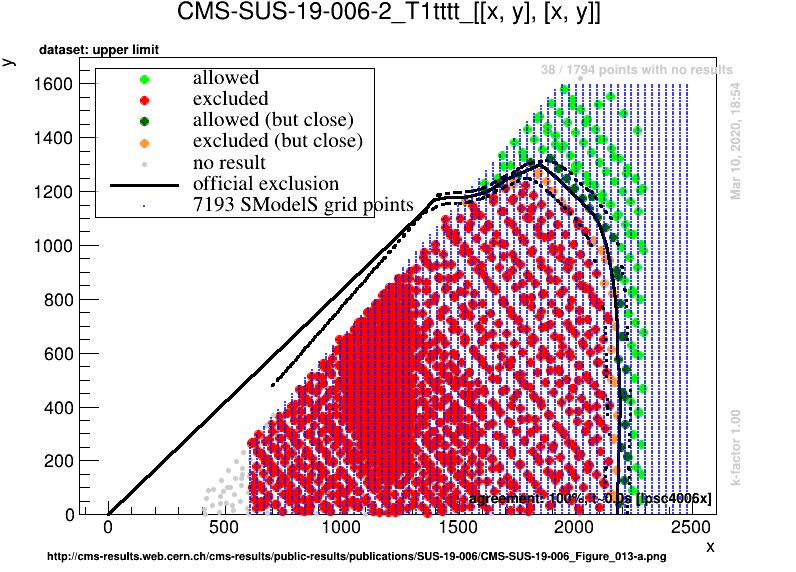 CMS-SUS-19-006-2_T1tttt_[[x, y], [x, y]]
dataset: upper limit
y
38 / 1794 points with no results
allowed
excluded
allowed (but close)
excluded (but close)
no result
official exclusion
7193 SModelS grid points
1600
1400
1200
1000
800
600
400
200
0
Mar 10, 2020, 18:54
k-factor 1.00
agreement: 100%, t~0.0s [lpsc4006x]
0
500
1000
1500
2000
2500
x
http://cms-results.web.cern.ch/cms-results/public-results/publications/SUS-19-006/CMS-SUS-19-006_Figure_013-a.png